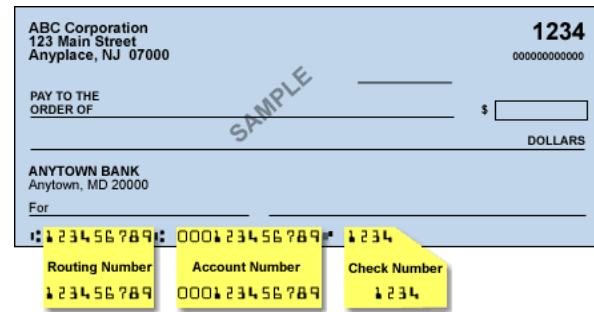 ABC Corporation
123 Main Street
Anyplace, NJ 07000
1234
000000000000
SAMPLE
PAY TO THE
ORDER OF
$
DOLLARS
ANYTOWN BANK
Anytown, MD 20000
For
⑆123456789⑆ 000123456789⑈ 1234
Routing Number
Account Number
Check Number
123456789
000123456789
1234